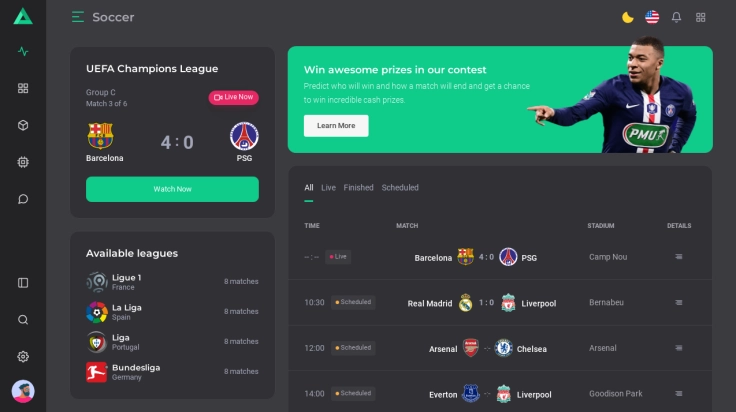 Soccer
UEFA Champions League
Group C
Match 3 of 6
Live Now
4 : 0
Barcelona
PSG
Watch Now
Win awesome prizes in our contest
Predict who will win and how a match will end and get a chance
to win incredible cash prizes.
Learn More
PMU
Available leagues
Ligue 1
France
8 matches
La Liga
Spain
8 matches
Liga
Portugal
8 matches
Bundesliga
Germany
8 matches
All Live Finished Scheduled
TIME MATCH STADIUM DETAILS
-- : -- Live Barcelona 4 : 0 PSG Camp Nou
10:30 Scheduled Real Madrid 1 : 0 Liverpool Bernabeu
12:00 Scheduled Arsenal - : - Chelsea Arsenal
14:00 Scheduled Everton - : - Liverpool Goodison Park